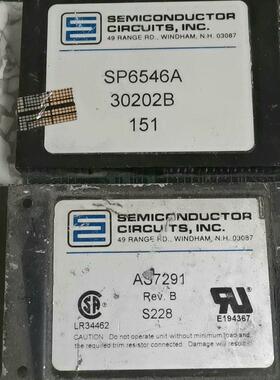 SEMICONDUCTOR
CIRCUITS, INC.
49 RANGE RD., WINDHAM, N.H. 03087
SP6546A
30202B
151
SEMICONDUCTOR
CIRCUITS, INC.
49 RANGE RD., WINDHAM, N.H. 03087
AS7291
Rev. B
S228
LR34462
E194367
CAUTION: Do not operate unit without minimum load and
the required trim resistor connected.